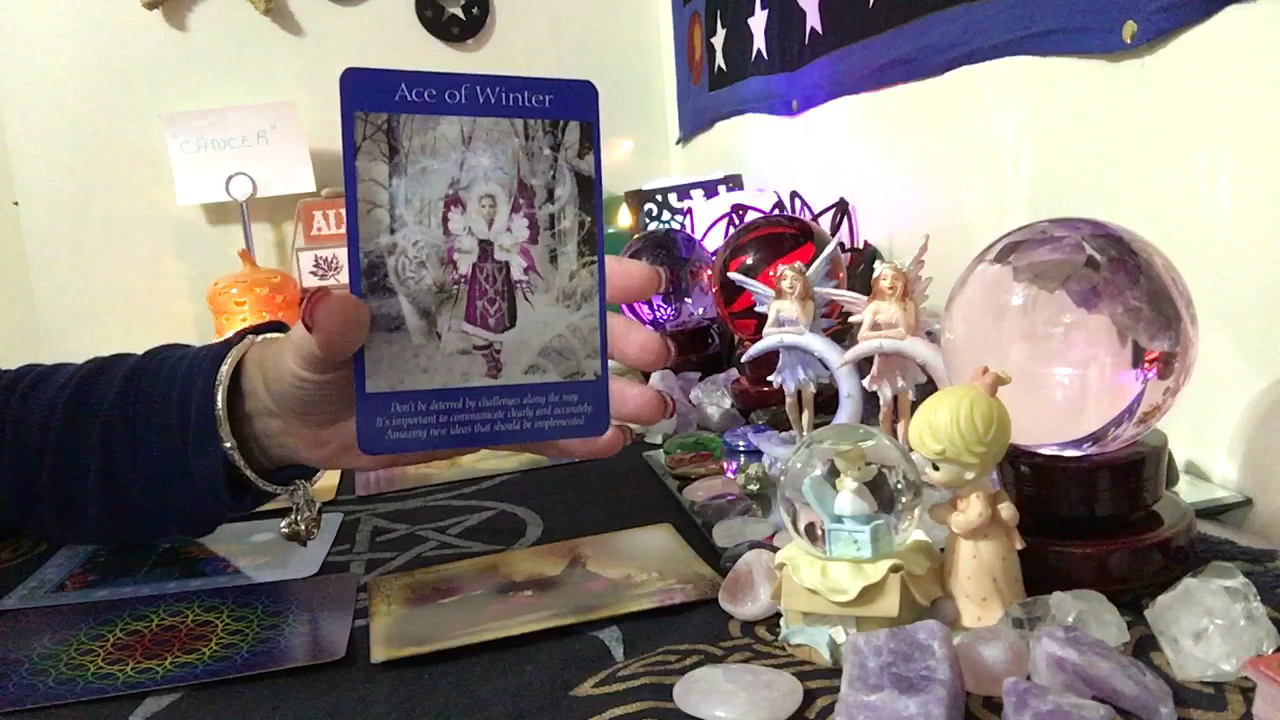 Ace of Winter
"CANCER"
AL
Don't be deterred by challenges along the way.
It's important to communicate clearly and accurately.
Amazing new ideas that should be implemented.